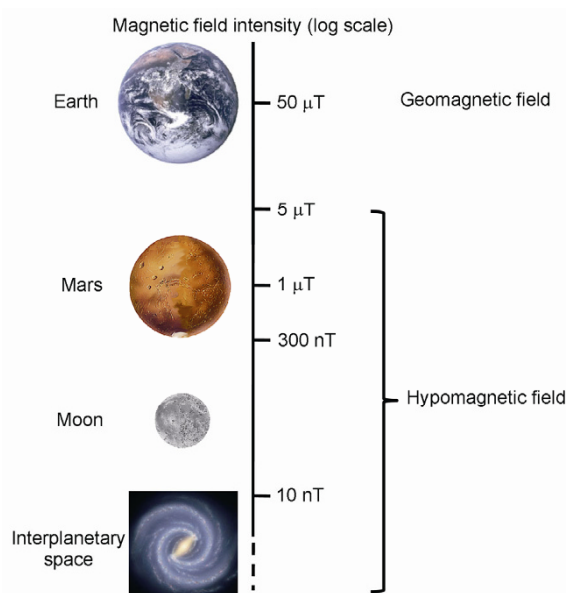 Magnetic field intensity (log scale)
Earth
50 μT
Geomagnetic field
5 μT
Mars
1 μT
300 nT
Hypomagnetic field
Moon
10 nT
Interplanetary
space